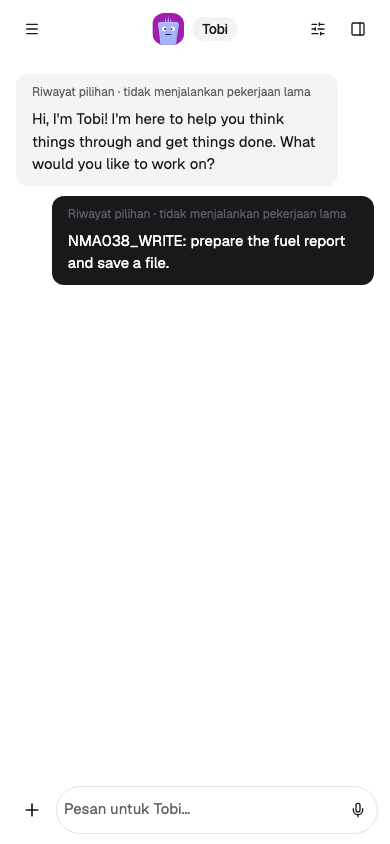 Tobi
Riwayat pilihan · tidak menjalankan pekerjaan lama
Hi, I'm Tobi! I'm here to help you think
things through and get things done. What
would you like to work on?
Riwayat pilihan · tidak menjalankan pekerjaan lama
NMA038_WRITE: prepare the fuel report
and save a file.
Pesan untuk Tobi...